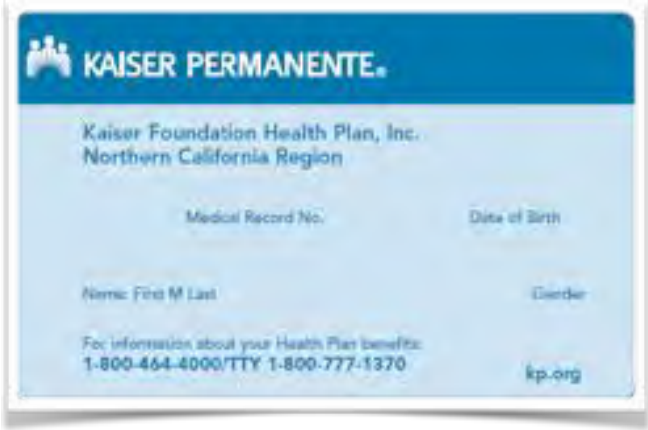 KAISER PERMANENTE®
Kaiser Foundation Health Plan, Inc.
Northern California Region
Medical Record No. Date of Birth
Name: First M Last Gender
For information about your Health Plan benefits:
1-800-464-4000/TTY 1-800-777-1370
kp.org